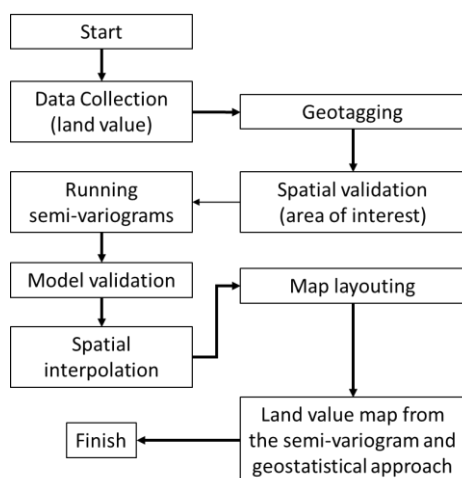 Start
Data Collection
(land value)
Geotagging
Spatial validation
(area of interest)
Running
semi-variograms
Model validation
Spatial
interpolation
Map layouting
Land value map from
the semi-variogram and
geostatistical approach
Finish